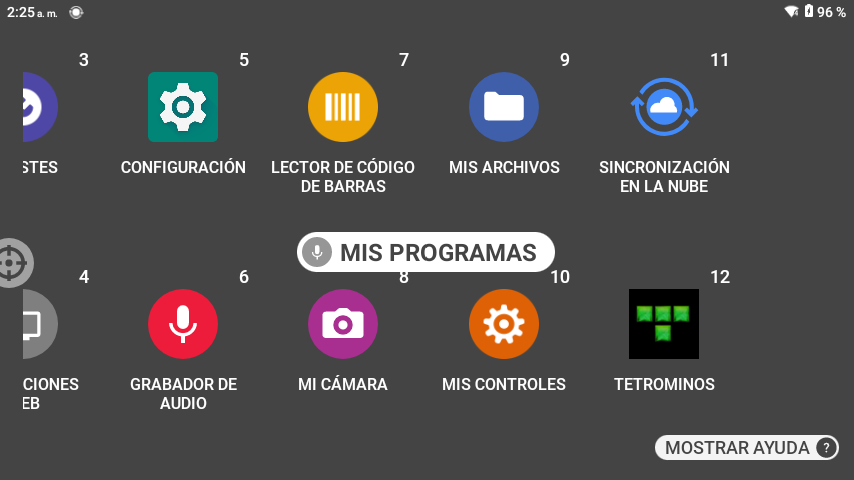 2:25 a. m.
96 %
3
5
7
9
11
STES
CONFIGURACIÓN
LECTOR DE CÓDIGO
DE BARRAS
MIS ARCHIVOS
SINCRONIZACIÓN
EN LA NUBE
MIS PROGRAMAS
4
6
8
10
12
CIONES
EB
GRABADOR DE
AUDIO
MI CÁMARA
MIS CONTROLES
TETROMINOS
MOSTRAR AYUDA ?